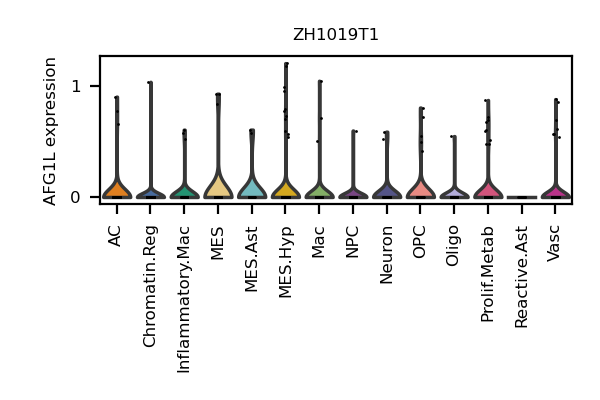 ZH1019T1
AFG1L expression
1
0
AC
Chromatin.Reg
Inflammatory.Mac
MES
MES.Ast
MES.Hyp
Mac
NPC
Neuron
OPC
Oligo
Prolif.Metab
Reactive.Ast
Vasc